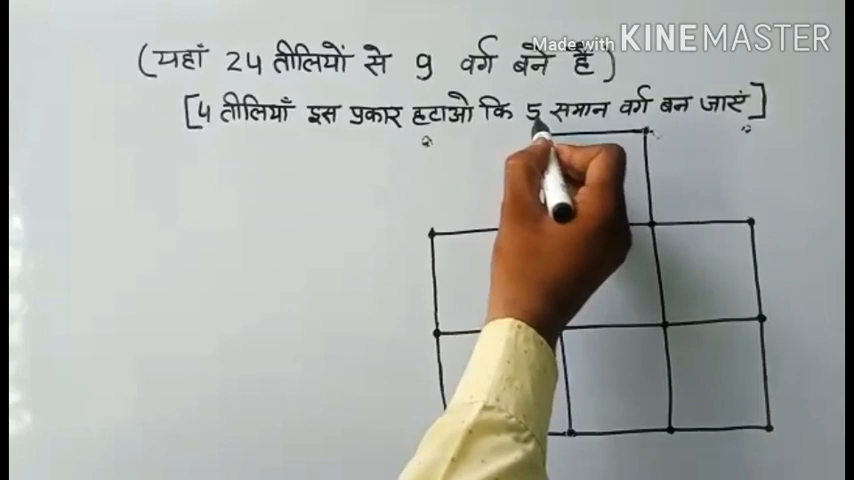 Made with KINEMASTER
(यहाँ 24 तीलियों से 9 वर्ग बने हैं)
[4 तीलियाँ इस प्रकार हटाओ कि 5 समान वर्ग बन जाएं]